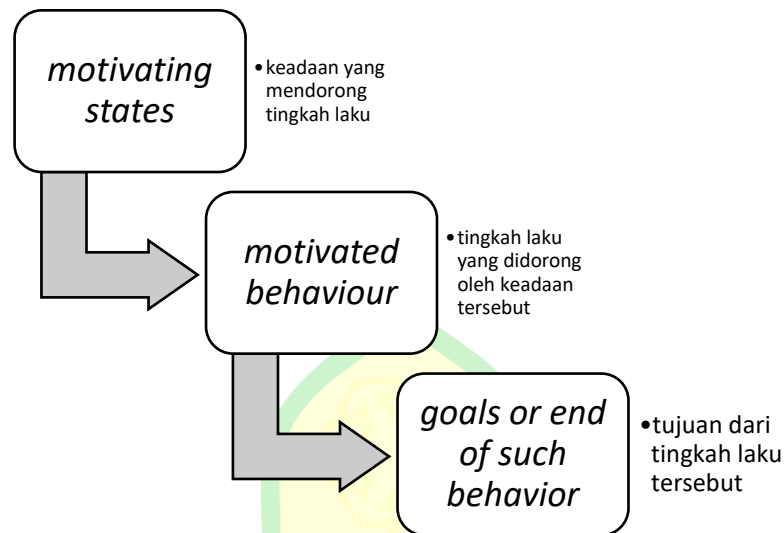 motivating
states
•keadaan yang
mendorong
tingkah laku
motivated
behaviour
•tingkah laku
yang didorong
oleh keadaan
tersebut
goals or end
of such
behavior
•tujuan dari
tingkah laku
tersebut